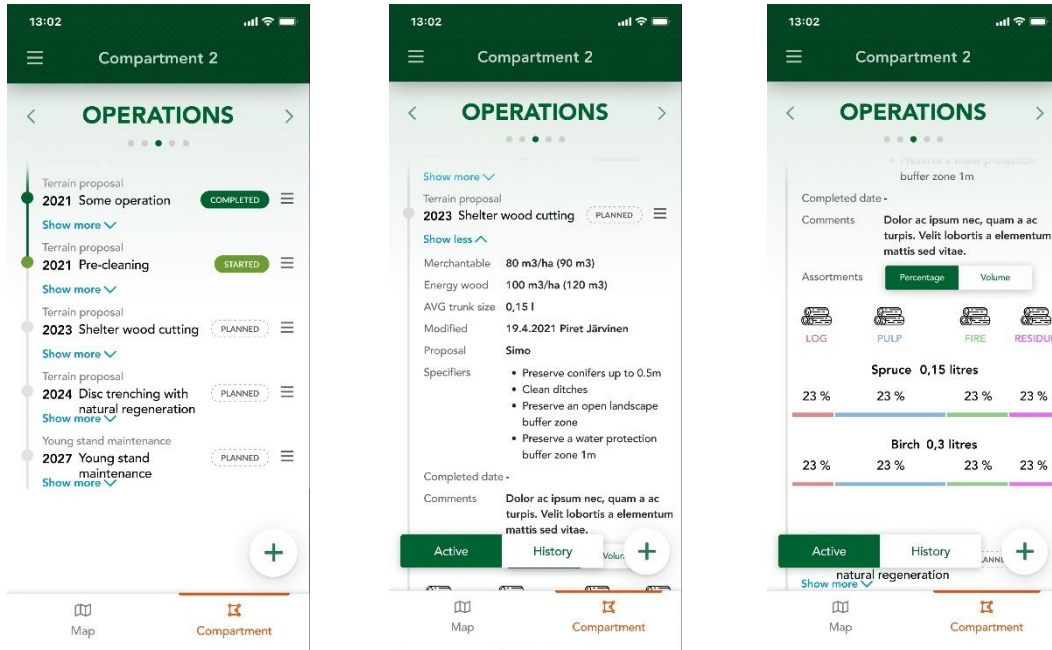 13:02
Compartment 2
OPERATIONS
Terrain proposal
2021 Some operation COMPLETED
Show more
Terrain proposal
2021 Pre-cleaning STARTED
Show more
Terrain proposal
2023 Shelter wood cutting PLANNED
Show more
Terrain proposal
2024 Disc trenching with PLANNED
natural regeneration
Show more
Young stand maintenance
2027 Young stand PLANNED
maintenance
Show more
+
Map Compartment
13:02
Compartment 2
OPERATIONS
Show more
Terrain proposal
2023 Shelter wood cutting PLANNED
Show less
Merchantable 80 m3/ha (90 m3)
Energy wood 100 m3/ha (120 m3)
AVG trunk size 0,15 l
Modified 19.4.2021 Piret Järvinen
Proposal Simo
Specifiers • Preserve conifers up to 0.5m
• Clean ditches
• Preserve an open landscape
buffer zone
• Preserve a water protection
buffer zone 1m
Completed date -
Comments Dolor ac ipsum nec, quam a ac
turpis. Velit lobortis a elementum
mattis sed vitae.
Active History Volur +
Map Compartment
13:02
Compartment 2
OPERATIONS
• Preserve a water protection
buffer zone 1m
Completed date -
Comments Dolor ac ipsum nec, quam a ac
turpis. Velit lobortis a elementum
mattis sed vitae.
Assortments Percentage Volume
LOG PULP FIRE RESIDU
Spruce 0,15 litres
23 % 23 % 23 % 23 %
Birch 0,3 litres
23 % 23 % 23 % 23 %
Active History ANN +
natural regeneration
Show more
Map Compartment